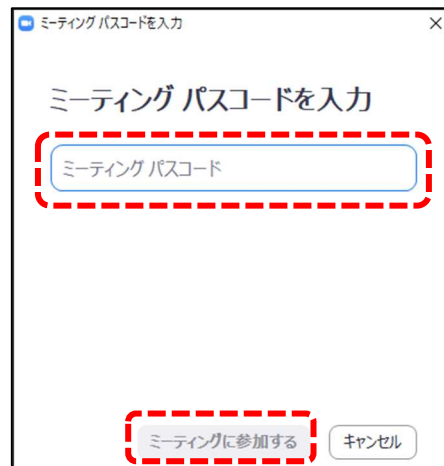 ミーティング パスコードを入力
ミーティング パスコードを入力
ミーティング パスコード
ミーティングに参加する
キャンセル